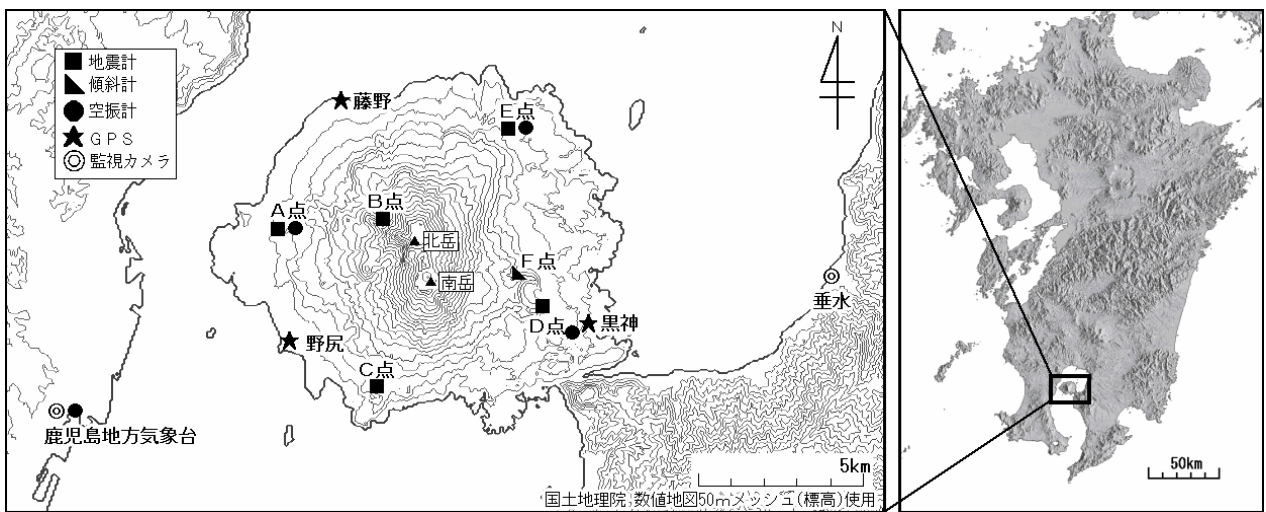 地震計
傾斜計
空振計
GPS
監視カメラ
藤野
E点
N
A点
B点
北岳
南岳
F点
D点
黒神
垂水
野尻
C点
鹿児島地方気象台
5km
国土地理院 数値地図50mメッシュ(標高)使用
50km